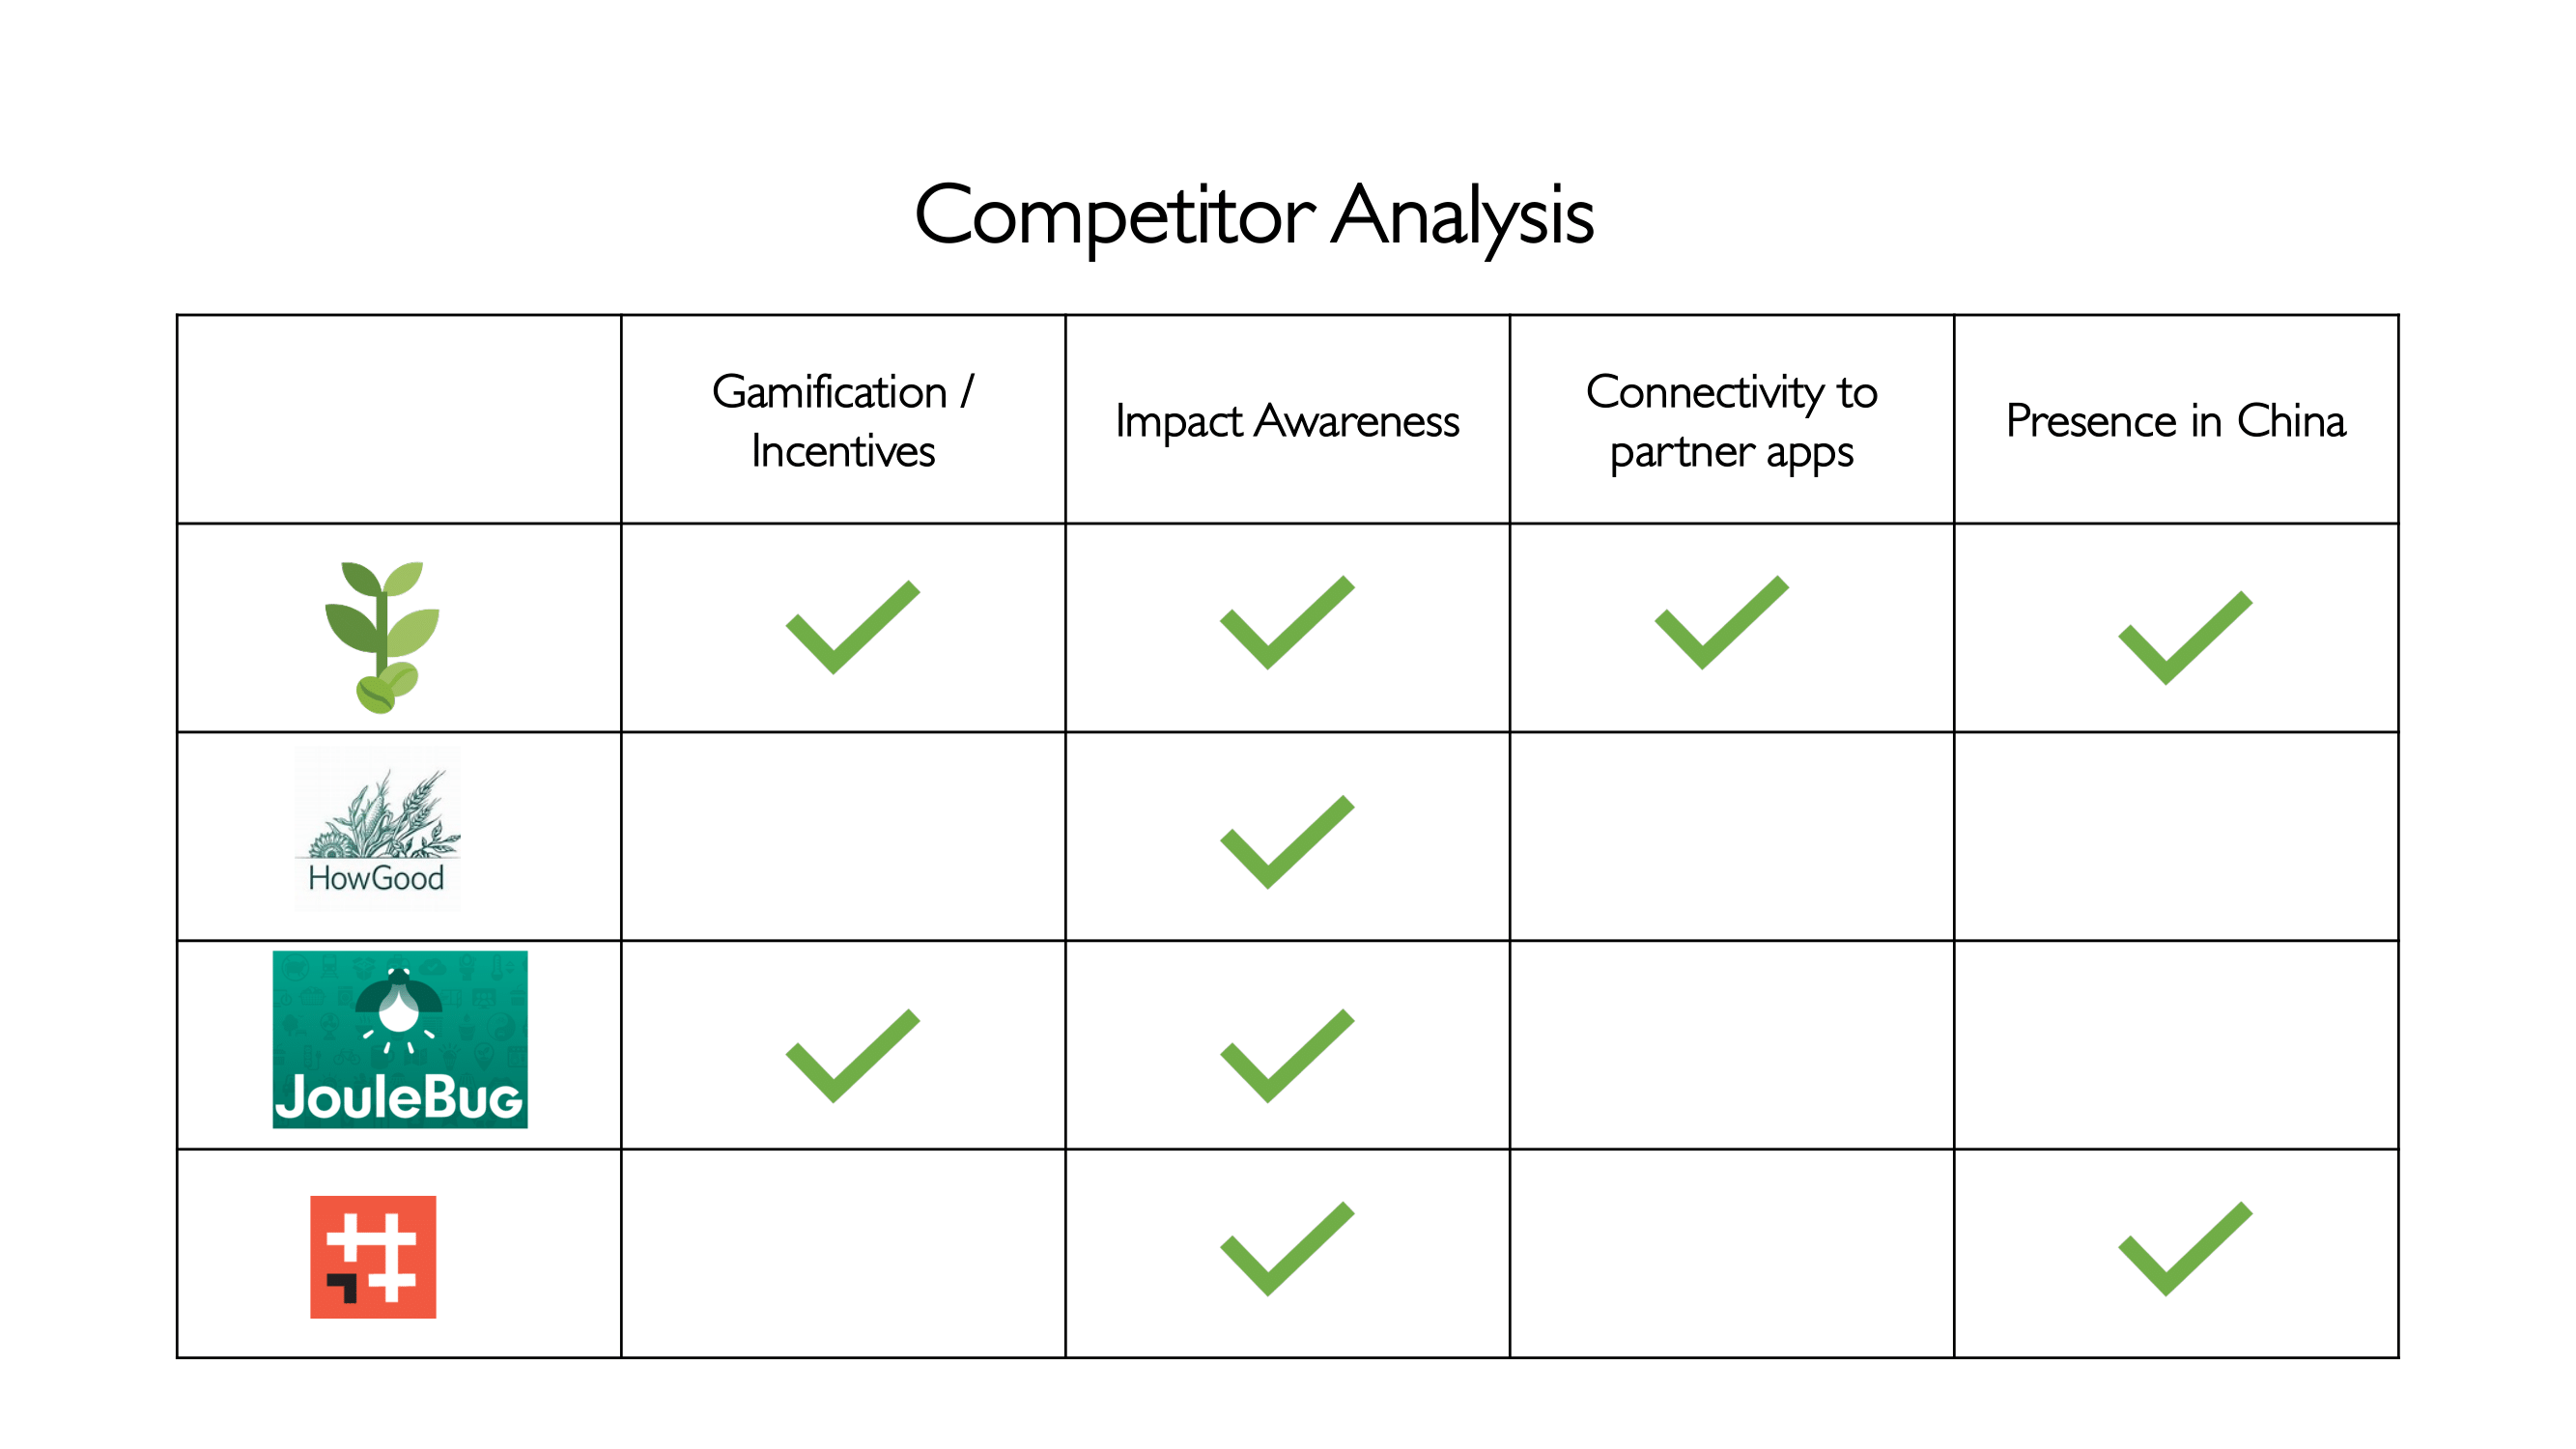 Competitor Analysis
Gamification /
Incentives
Impact Awareness
Connectivity to
partner apps
Presence in China
HowGood
JouleBug